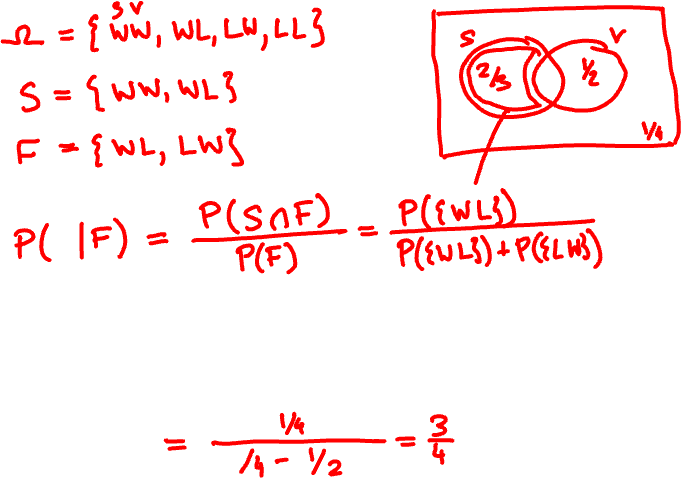 S V
Ω = {WW, WL, LW, LL}
S = {WW, WL}
F = {WL, LW}
S V
2/3 1/2
1/4
P( |F) = P(S∩F) / P(F) = P({WL}) / P({WL}) + P({LW})
= 1/4 / /4 - 1/2 = 3/4